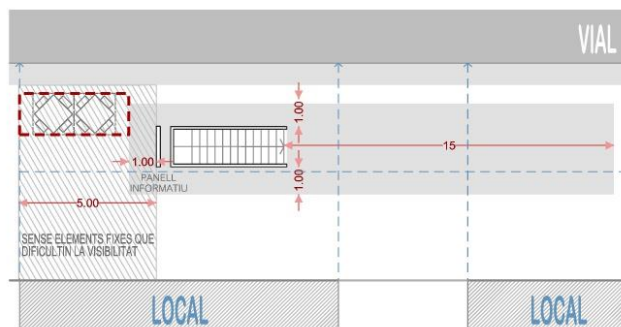 VIAL
1.00
15
1.00
PANELL
INFORMATIU
1.00
5.00
SENSE ELEMENTS FIXES QUE
DIFICULTIN LA VISIBILITAT
LOCAL
LOCAL